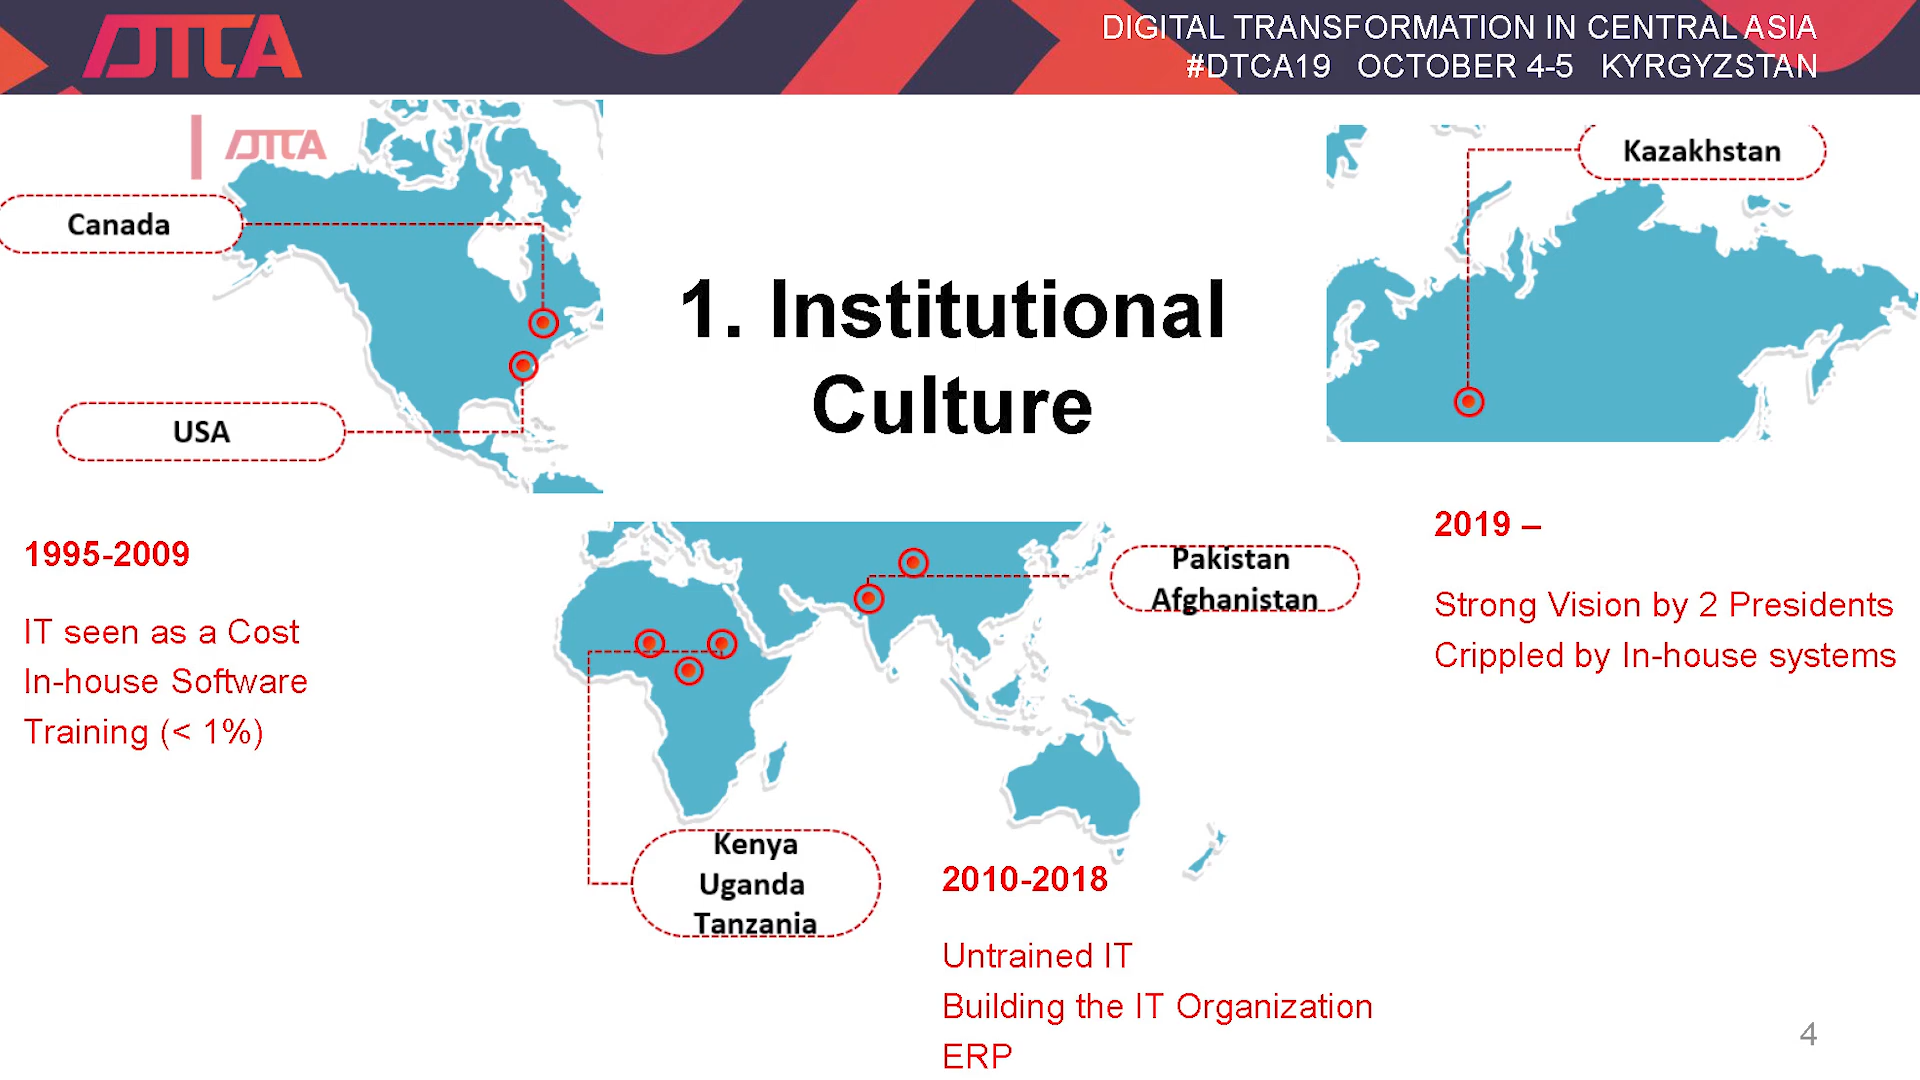 DTCA
DIGITAL TRANSFORMATION IN CENTRAL ASIA
#DTCA19 OCTOBER 4-5 KYRGYZSTAN
DTCA
Canada
USA
1. Institutional
Culture
Kazakhstan
1995-2009
IT seen as a Cost
In-house Software
Training (< 1%)
Pakistan
Afghanistan
2019 –
Strong Vision by 2 Presidents
Crippled by In-house systems
Kenya
Uganda
Tanzania
2010-2018
Untrained IT
Building the IT Organization
ERP
4